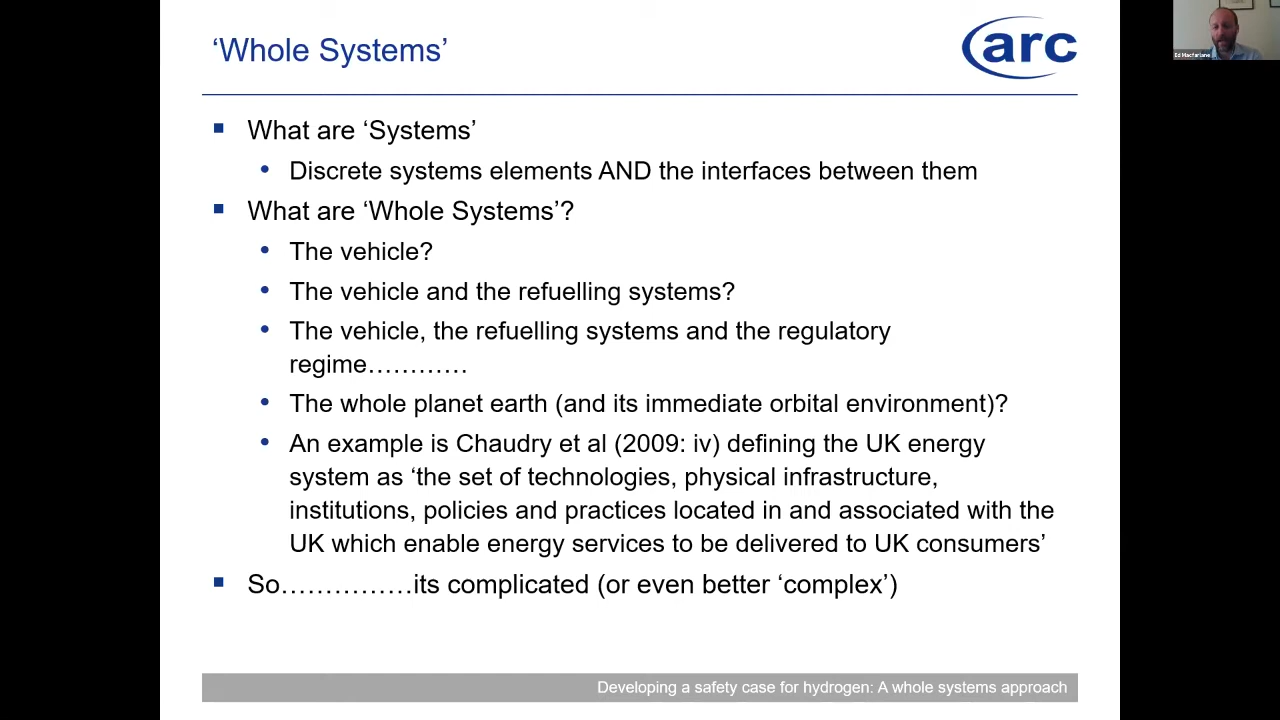 ‘Whole Systems’
arc
Ed Macfarlane
What are ‘Systems’
Discrete systems elements AND the interfaces between them
What are ‘Whole Systems’?
The vehicle?
The vehicle and the refuelling systems?
The vehicle, the refuelling systems and the regulatory
regime…………
The whole planet earth (and its immediate orbital environment)?
An example is Chaudry et al (2009: iv) defining the UK energy
system as ‘the set of technologies, physical infrastructure,
institutions, policies and practices located in and associated with the
UK which enable energy services to be delivered to UK consumers’
So……………its complicated (or even better ‘complex’)
Developing a safety case for hydrogen: A whole systems approach